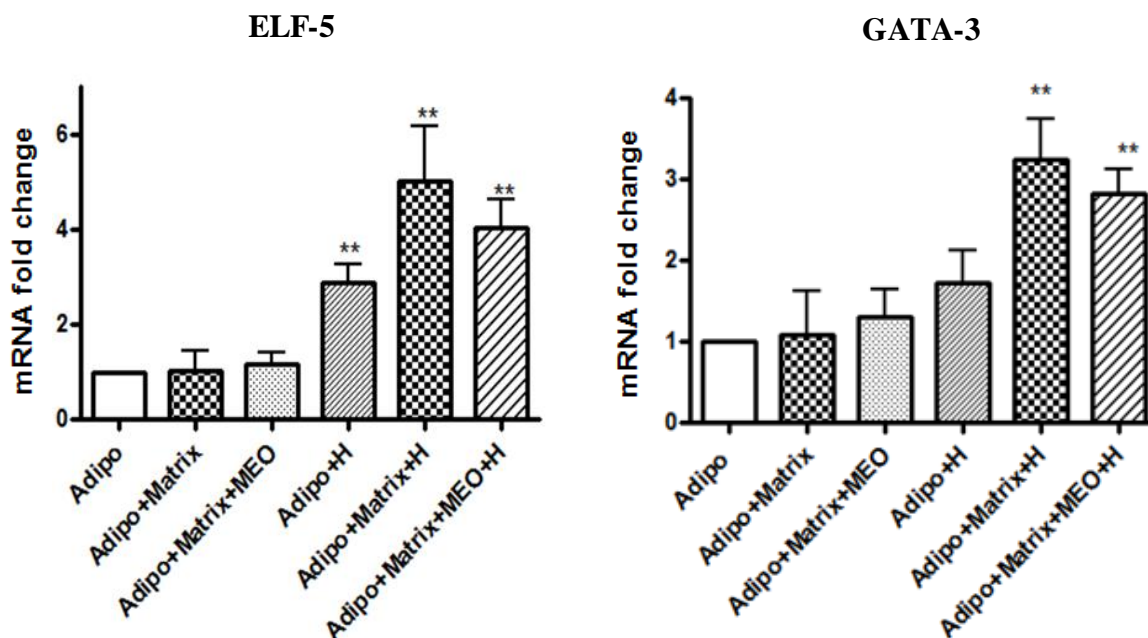 ELF-5
mRNA fold change
6
4
2
0
**
**
**
Adipo
Adipo+Matrix
Adipo+Matrix+MEO
Adipo+H
Adipo+Matrix+H
Adipo+Matrix+MEO+H
GATA-3
mRNA fold change
4
3
2
1
0
**
**
Adipo
Adipo+Matrix
Adipo+Matrix+MEO
Adipo+H
Adipo+Matrix+H
Adipo+Matrix+MEO+H